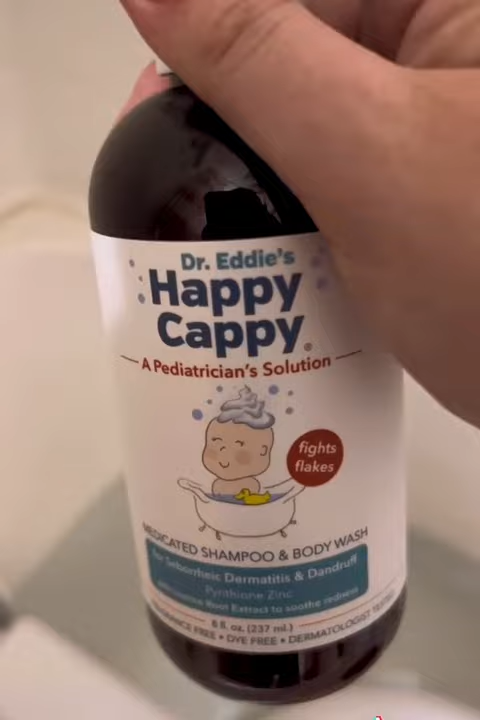 Dr. Eddie's
Happy
Cappy®
A Pediatrician's Solution
fights
flakes
MEDICATED SHAMPOO & BODY WASH
for Seborrheic Dermatitis & Dandruff
Pyrithione Zinc
Root Extract to soothe redness
8 fl. oz. (237 mL)
FRAGRANCE FREE • DYE FREE • DERMATOLOGIST TESTED